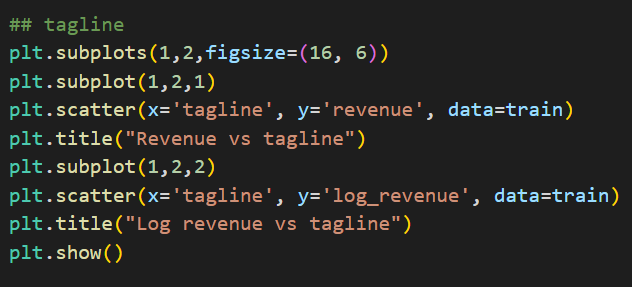 ## tagline
plt.subplots(1,2,figsize=(16, 6))
plt.subplot(1,2,1)
plt.scatter(x='tagline', y='revenue', data=train)
plt.title("Revenue vs tagline")
plt.subplot(1,2,2)
plt.scatter(x='tagline', y='log_revenue', data=train)
plt.title("Log revenue vs tagline")
plt.show()